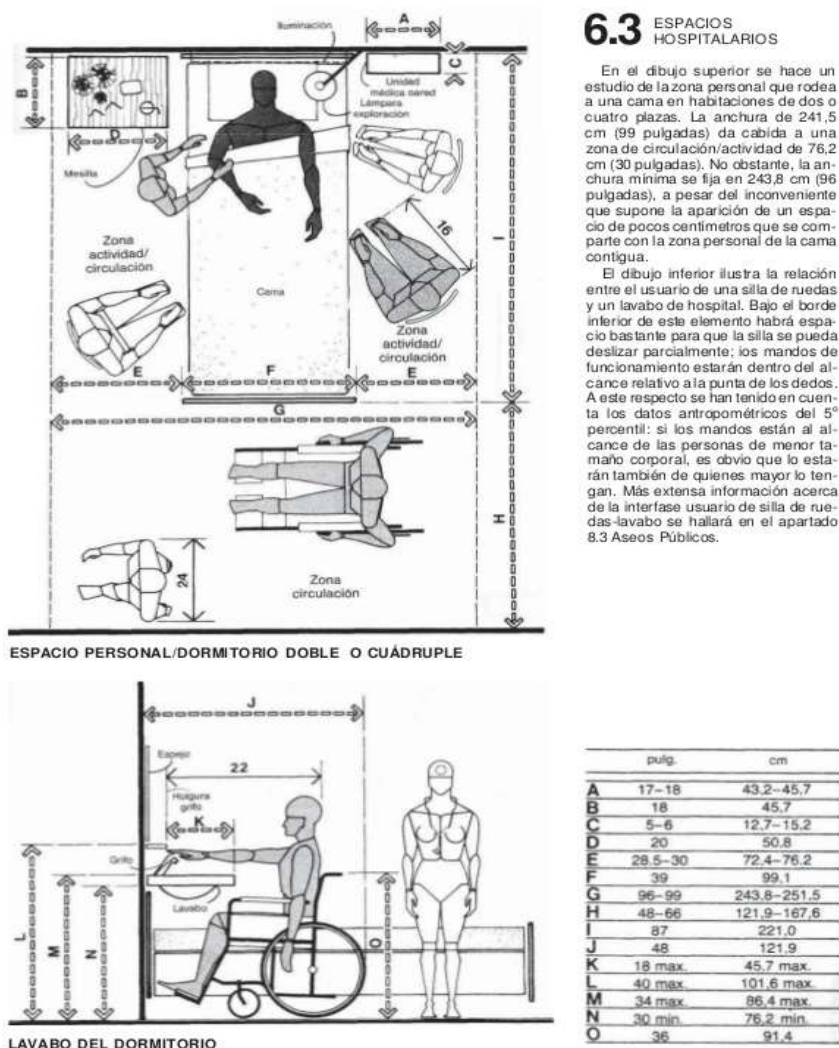 Iluminación
A
B
C
Unidad
médica pared
Lámpara
exploración
D
Mesilla
16
I
Zona
actividad/
circulación
Cama
Zona
actividad/
circulación
E
F
E
G
H
24
Zona
circulación
ESPACIO PERSONAL/DORMITORIO DOBLE O CUÁDRUPLE
6.3 ESPACIOS
HOSPITALARIOS
En el dibujo superior se hace un
estudio de la zona personal que rodea
a una cama en habitaciones de dos o
cuatro plazas. La anchura de 241,5
cm (99 pulgadas) da cabida a una
zona de circulación/actividad de 76,2
cm (30 pulgadas). No obstante, la an-
chura mínima se fija en 243,8 cm (96
pulgadas), a pesar del inconveniente
que supone la aparición de un espa-
cio de pocos centímetros que se com-
parte con la zona personal de la cama
contigua.
El dibujo inferior ilustra la relación
entre el usuario de una silla de ruedas
y un lavabo de hospital. Bajo el borde
inferior de este elemento habrá espa-
cio bastante para que la silla se pueda
deslizar parcialmente; ios mandos de
funcionamiento estarán dentro del al-
cance relativo a la punta de los dedos.
A este respecto se han tenido en cuen-
ta los datos antropométricos del 5º
percentil: si los mandos están al al-
cance de las personas de menor ta-
maño corporal, es obvio que lo esta-
rán también de quienes mayor lo ten-
gan. Más extensa información acerca
de la interfase usuario de silla de rue-
das-lavabo se hallará en el apartado
8.3 Aseos Públicos.
J
Espejo
22
Holgura
grifo
K
Grifo
Lavabo
L
M
N
O
LAVABO DEL DORMITORIO
pulg. cm
A 17–18 43,2–45,7
B 18 45,7
C 5–6 12,7–15,2
D 20 50,8
E 28.5–30 72,4–76,2
F 39 99,1
G 96–99 243,8–251,5
H 48–66 121,9–167,6
I 87 221,0
J 48 121,9
K 18 max. 45,7 max.
L 40 max. 101,6 max.
M 34 max. 86,4 max.
N 30 min. 76,2 min.
O 36 91,4